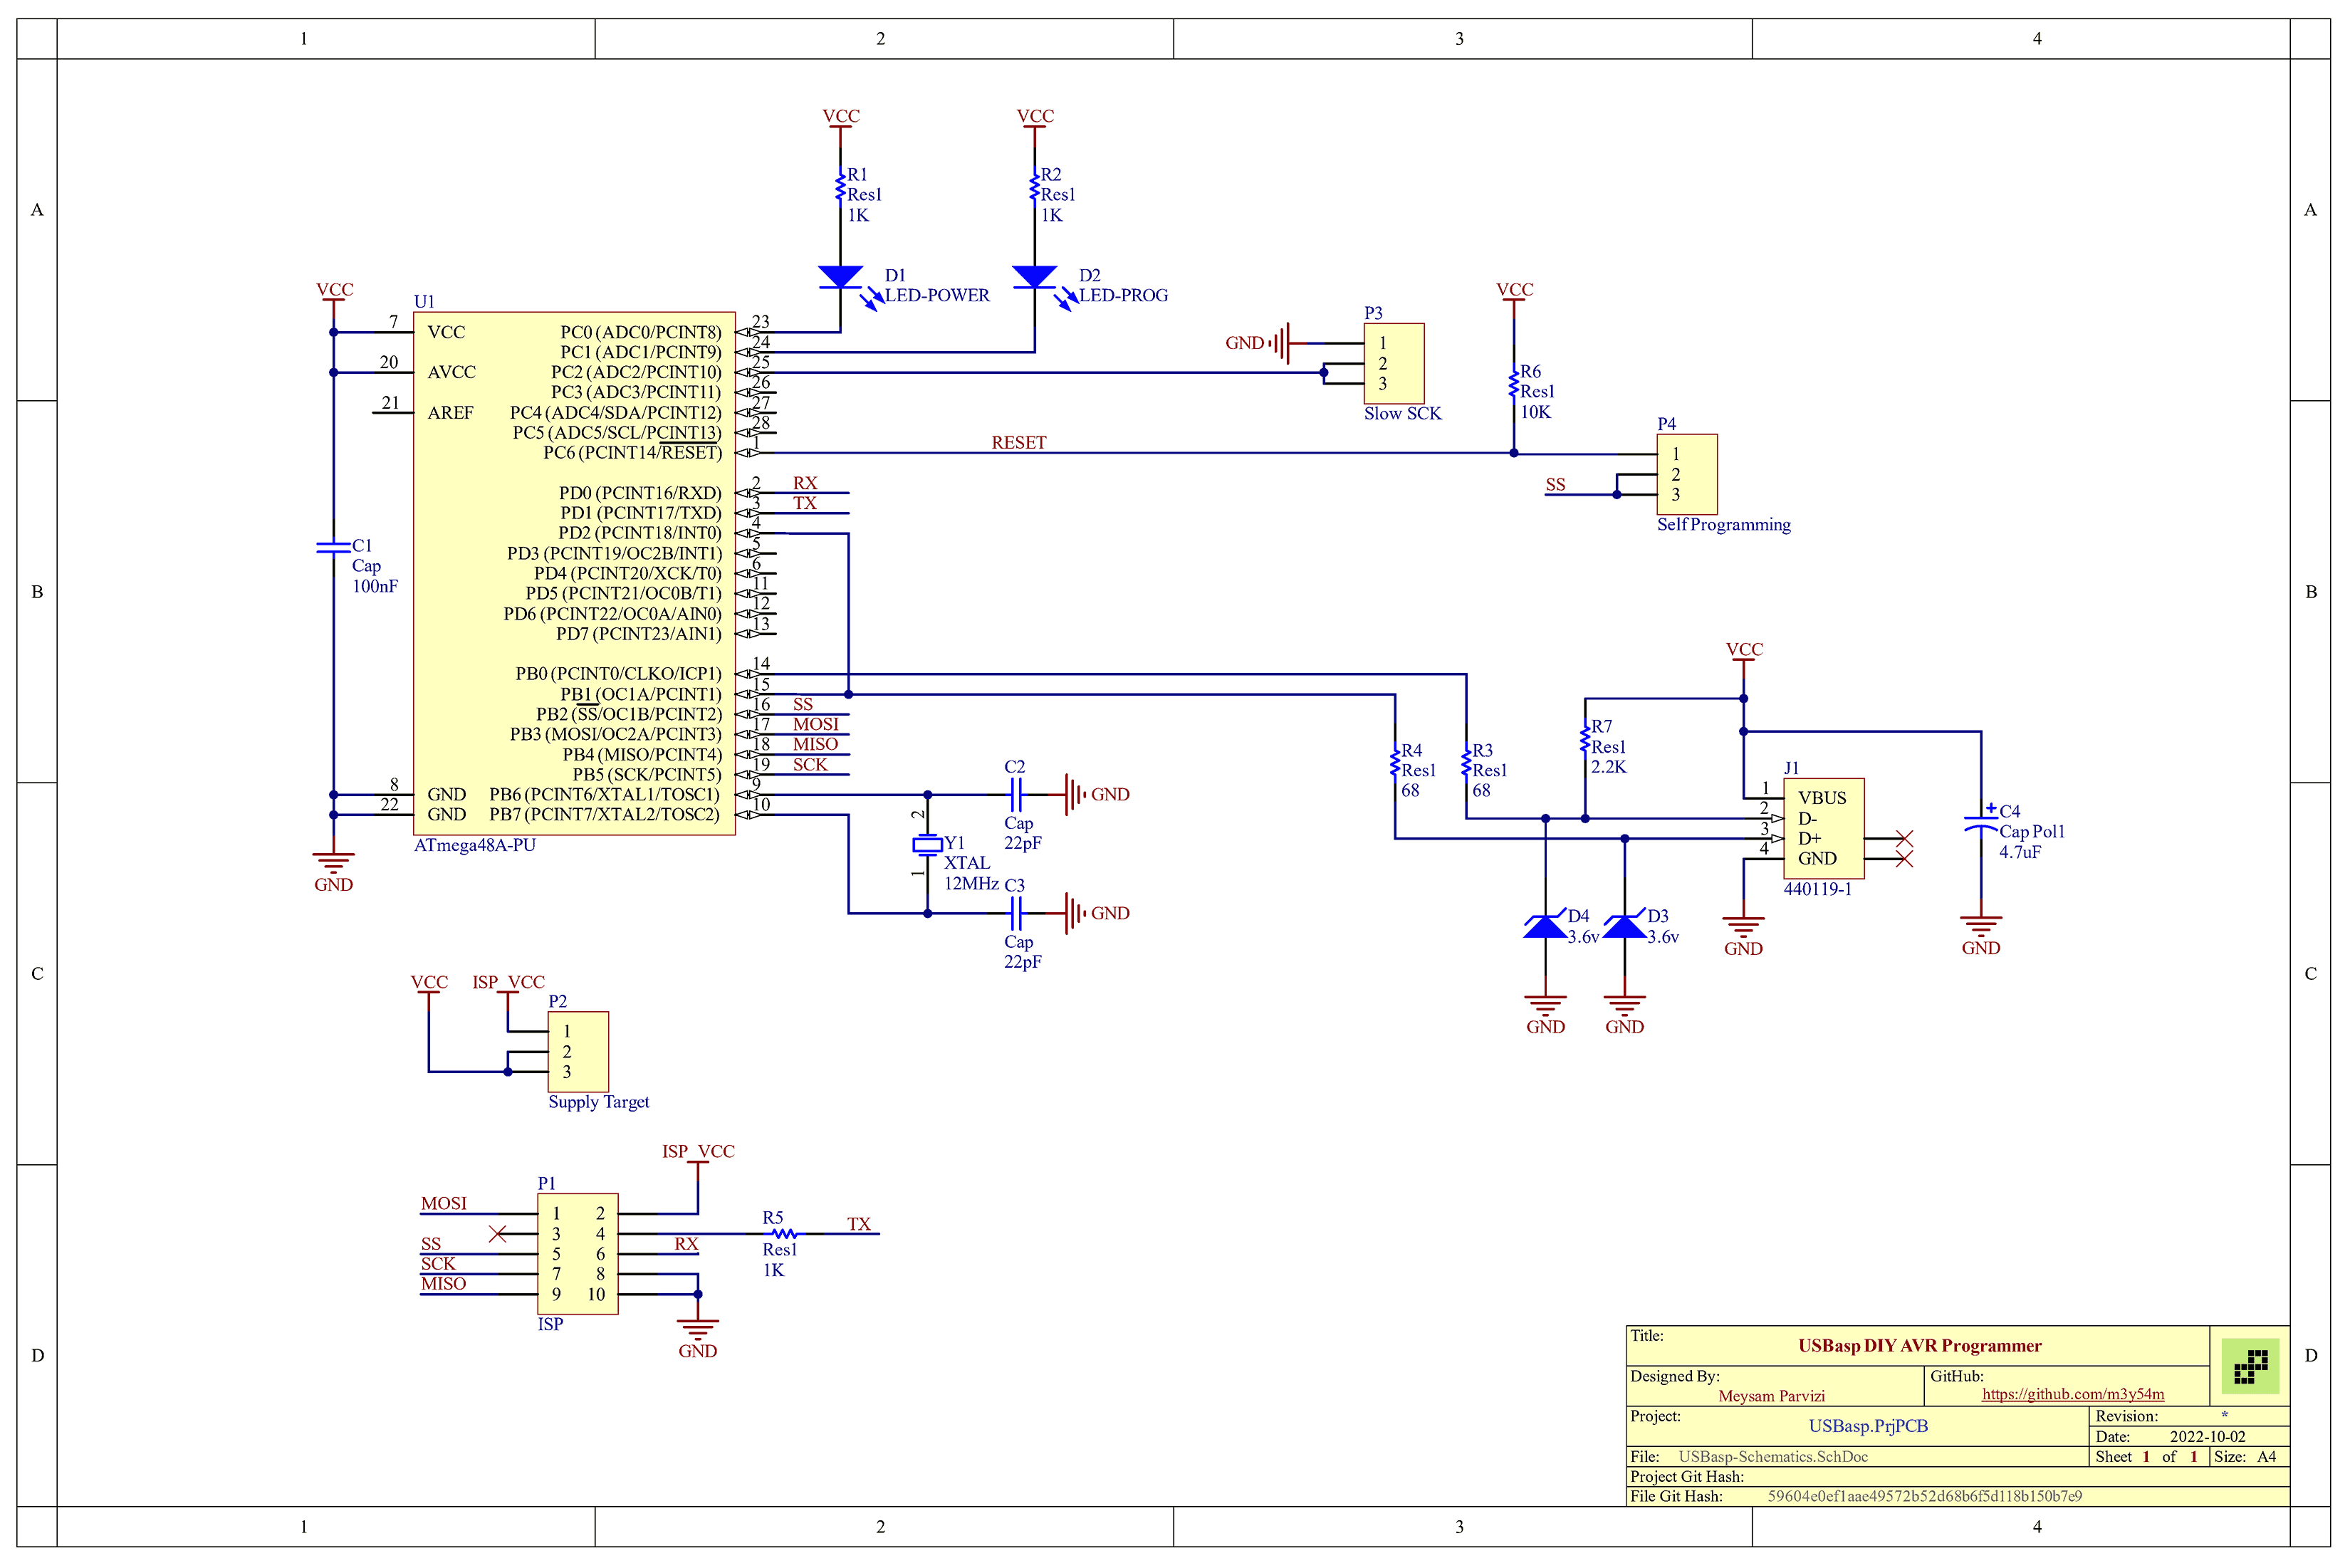 1 2 3 4
A A
B B
C C
D D
1 2 3 4
VCC
R1
Res1
1K
D1
LED-POWER
VCC
R2
Res1
1K
D2
LED-PROG
VCC
C1
Cap
100nF
GND
U1
7 VCC
20 AVCC
21 AREF
8 GND
22 GND
PC0 (ADC0/PCINT8) 23
PC1 (ADC1/PCINT9) 24
PC2 (ADC2/PCINT10) 25
PC3 (ADC3/PCINT11) 26
PC4 (ADC4/SDA/PCINT12) 27
PC5 (ADC5/SCL/PCINT13) 28
PC6 (PCINT14/RESET) 1
RESET
PD0 (PCINT16/RXD) 2 RX
PD1 (PCINT17/TXD) 3 TX
PD2 (PCINT18/INT0) 4
PD3 (PCINT19/OC2B/INT1) 5
PD4 (PCINT20/XCK/T0) 6
PD5 (PCINT21/OC0B/T1) 11
PD6 (PCINT22/OC0A/AIN0) 12
PD7 (PCINT23/AIN1) 13
PB0 (PCINT0/CLKO/ICP1) 14
PB1 (OC1A/PCINT1) 15
PB2 (SS/OC1B/PCINT2) 16 SS
PB3 (MOSI/OC2A/PCINT3) 17 MOSI
PB4 (MISO/PCINT4) 18 MISO
PB5 (SCK/PCINT5) 19 SCK
PB6 (PCINT6/XTAL1/TOSC1) 9
PB7 (PCINT7/XTAL2/TOSC2) 10
ATmega48A-PU
C2
Cap
22pF
GND
2
Y1
XTAL
12MHz
1
C3
Cap
22pF
GND
P3
GND
1
2
3
Slow SCK
VCC
R6
Res1
10K
P4
1
2
3
SS
Self Programming
VCC
R7
Res1
2.2K
R4
Res1
68
R3
Res1
68
J1
1 VBUS
2 D-
3 D+
4 GND
440119-1
C4
Cap Pol1
4.7uF
GND
GND
D4
3.6v
D3
3.6v
GND
GND
VCC
ISP_VCC
P2
1
2
3
Supply Target
ISP_VCC
P1
MOSI 1 2
3 4
SS 5 6 RX
SCK 7 8
MISO 9 10
ISP
R5
Res1
1K
TX
GND
Title:
USBasp DIY AVR Programmer
Designed By:
Meysam Parvizi
GitHub:
https://github.com/m3y54m
Project:
USBasp.PrjPCB
Revision: *
Date: 2022-10-02
File: USBasp-Schematics.SchDoc
Sheet 1 of 1
Size: A4
Project Git Hash:
File Git Hash: 59604e0ef1aae49572b52d68b6f5d118b150b7e9